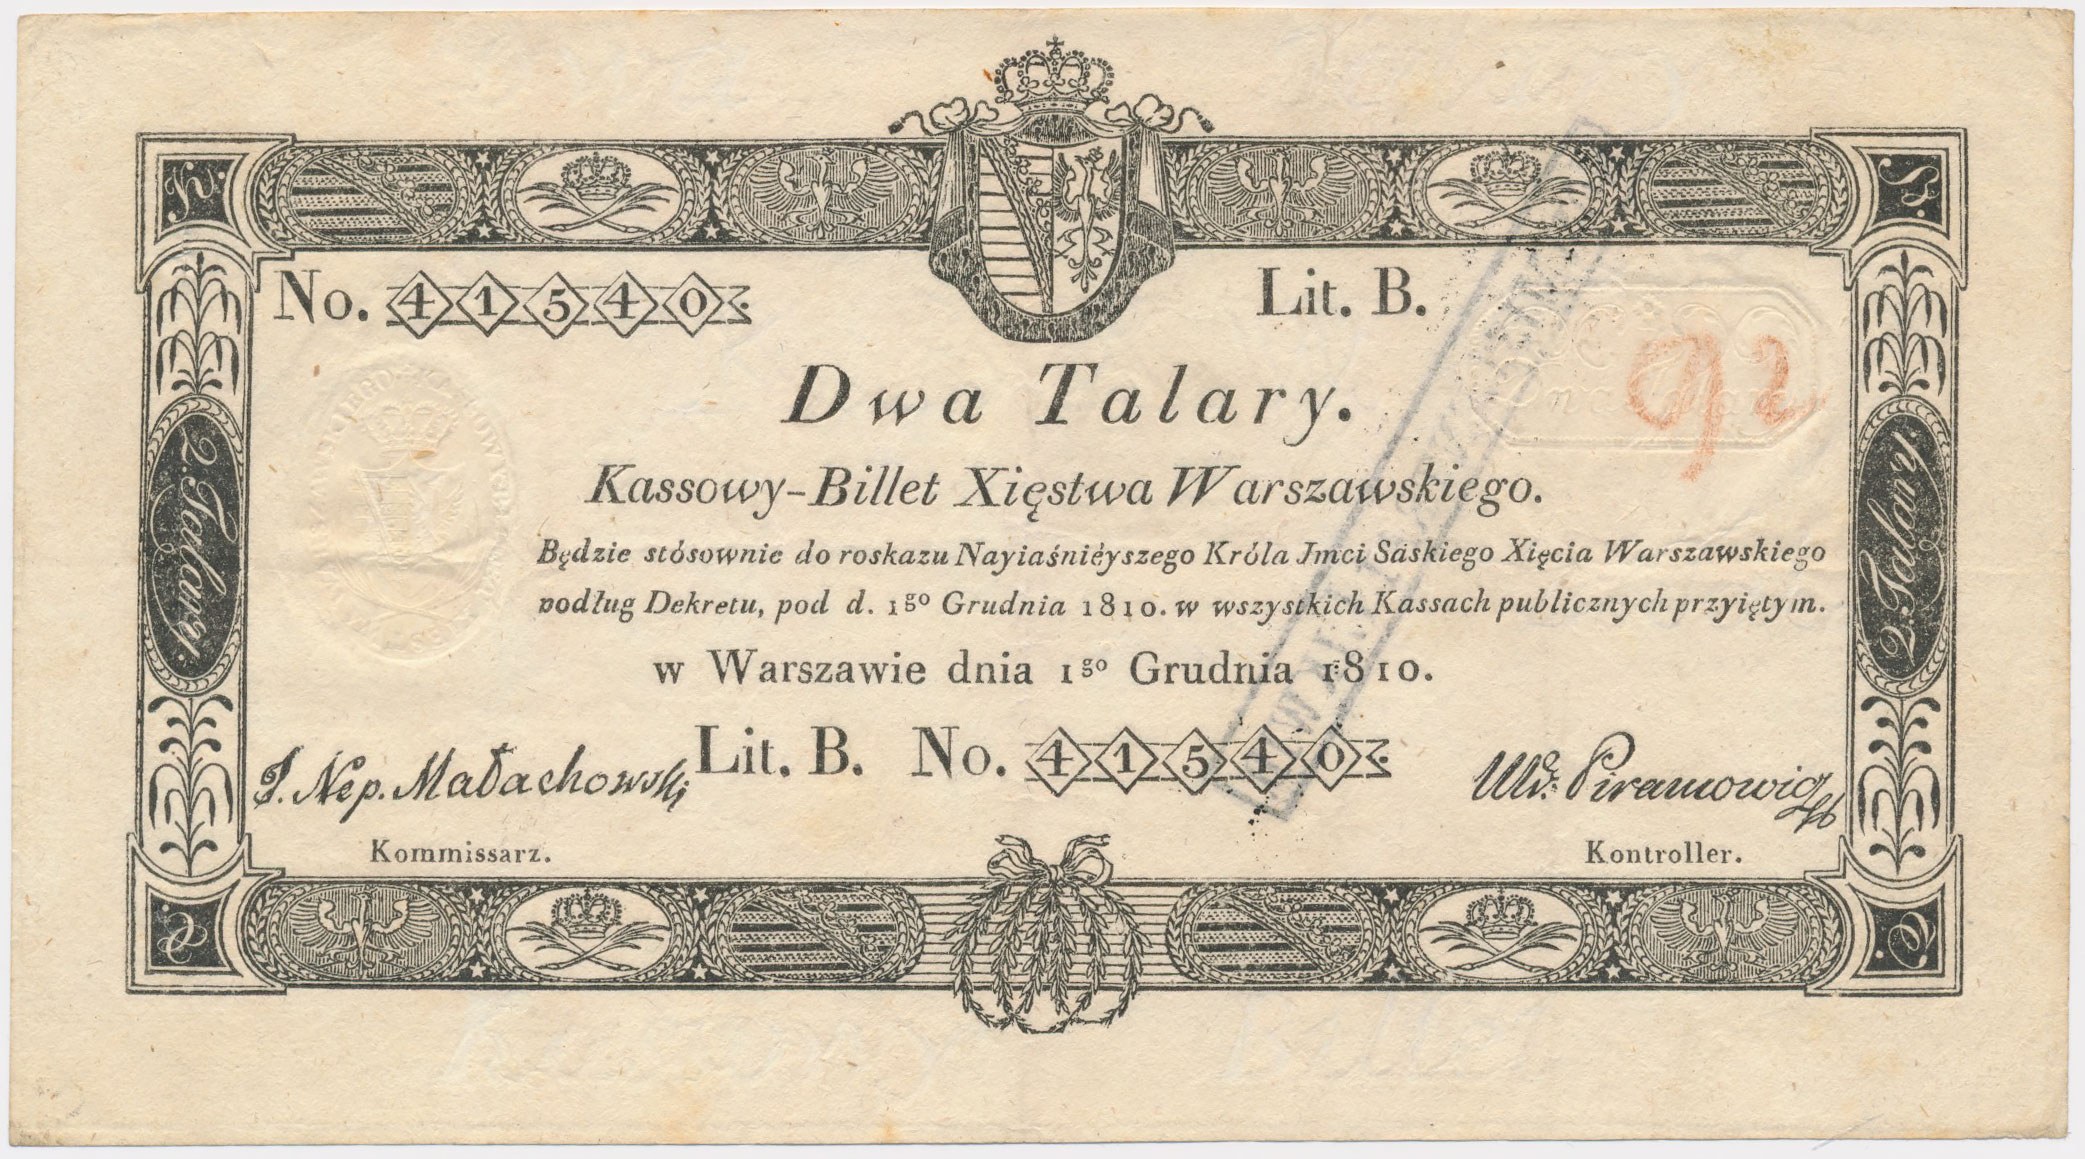 No. 41540
Lit. B.
92
Dwa Talary.
Kassowy-Billet Xięstwa Warszawskiego.
Będzie stósownie do roskazu Nayiaśniéyszego Króla Jmci Saskiego Xięcia Warszawskiego
podług Dekretu, pod d. 1go Grudnia 1810. w wszystkich Kassach publicznych przyiętym.
w Warszawie dnia 1go Grudnia 1810.
Lit. B. No. 41540
J. Nep. Małachowski
Kommissarz.
Piramowicz
Kontroller.
2. Talary.
2. Talary.